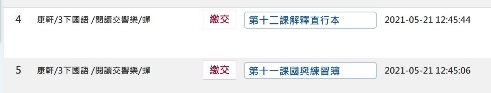 4 康軒/3下國語 /閱讀交響樂/蟬 繳交 第十二課解釋直行本 2021-05-21 12:45:44
5 康軒/3下國語 /閱讀交響樂/蟬 繳交 第十一課國與練習簿 2021-05-21 12:45:06